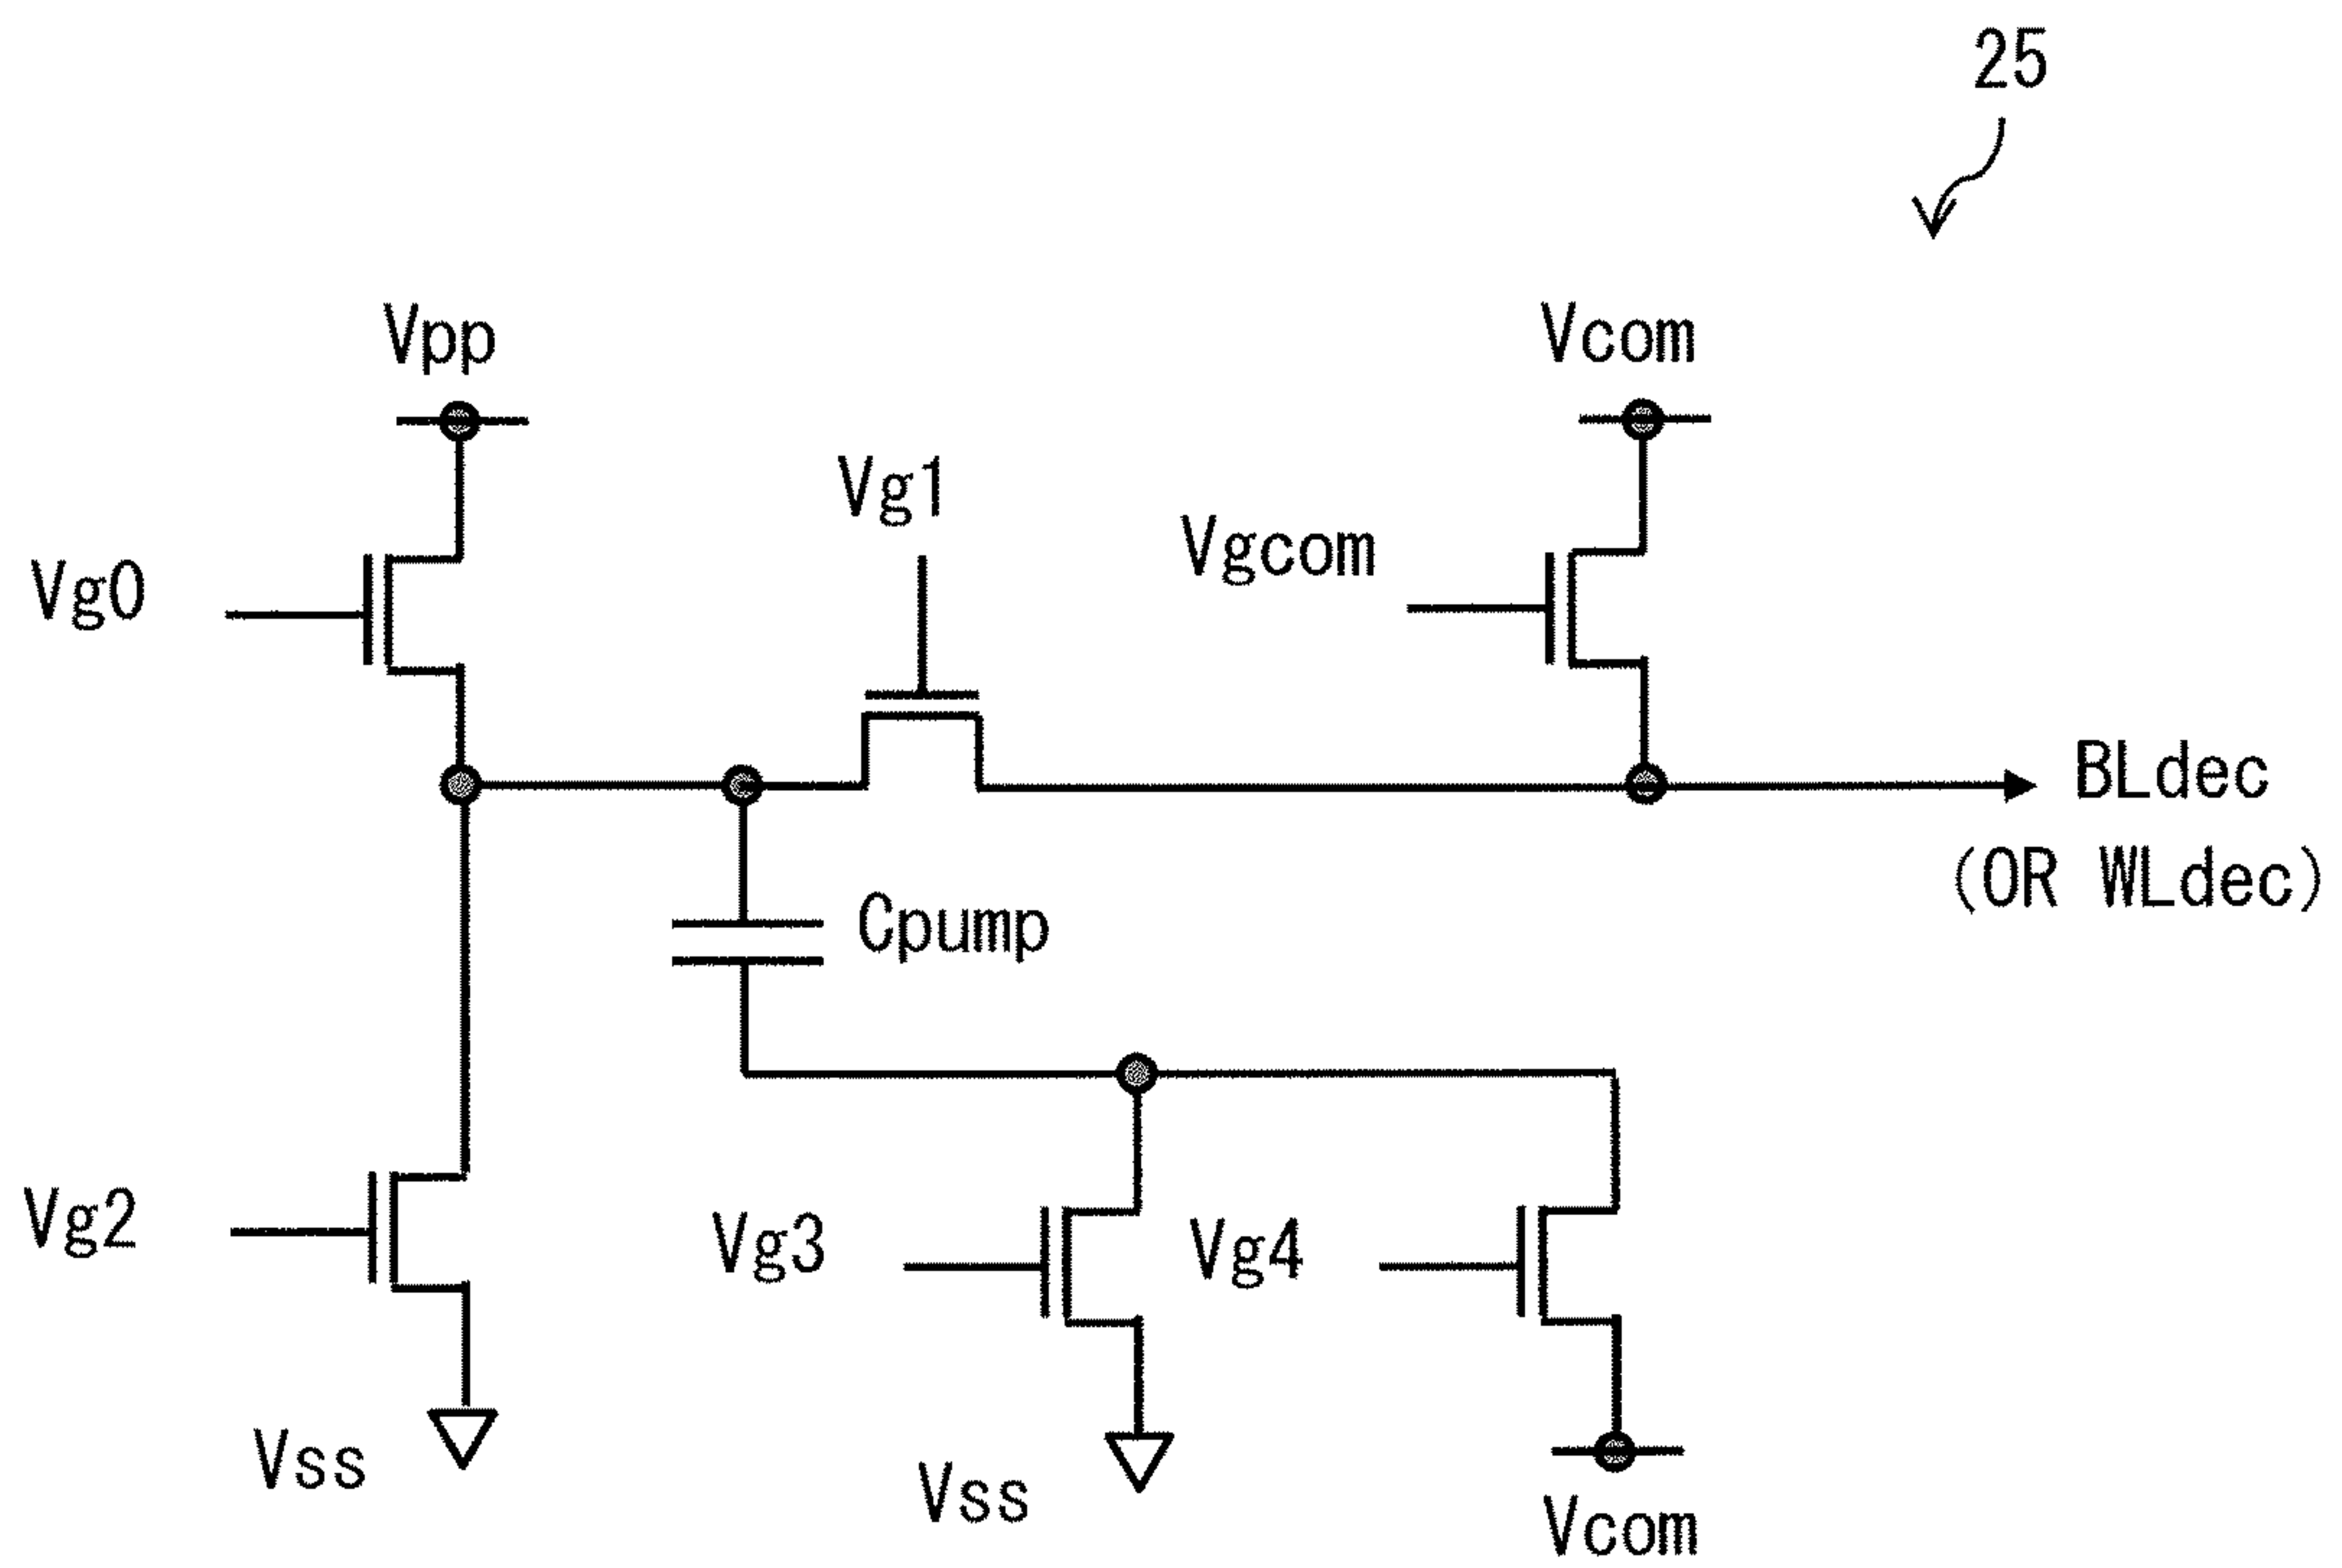 25
Vpp
Vcom
Vg1
Vgcom
Vg0
BLdec
(OR WLdec)
Cpump
Vg2
Vg3
Vg4
Vss
Vss
Vcom